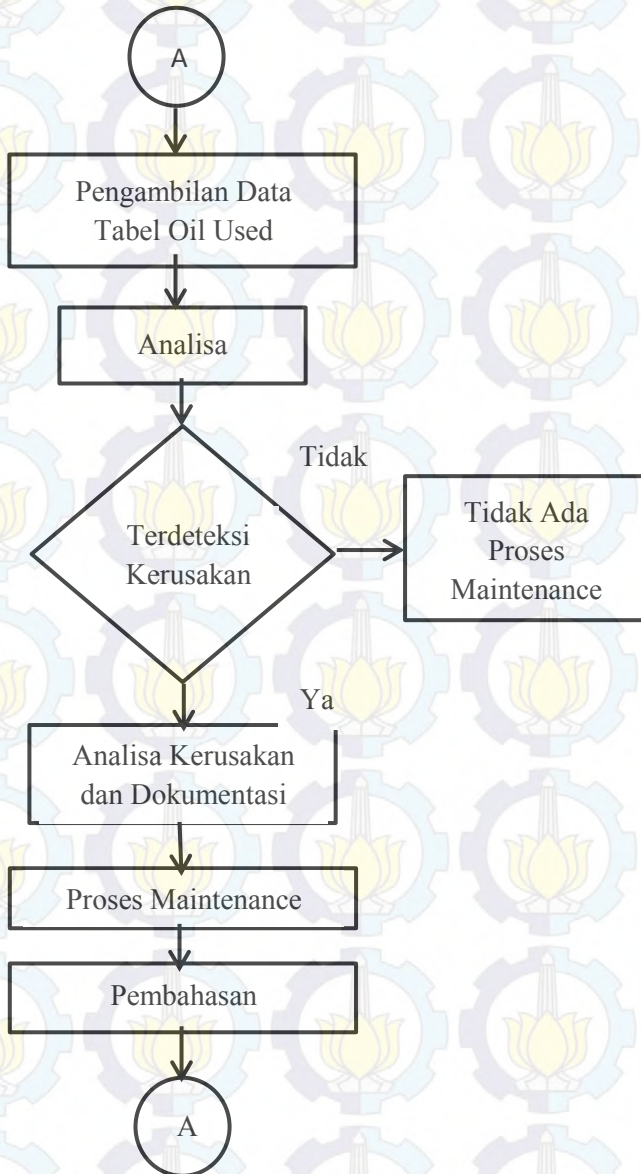 A
Pengambilan Data
Tabel Oil Used
Analisa
Tidak
Terdeteksi
Kerusakan
Tidak Ada
Proses
Maintenance
Ya
Analisa Kerusakan
dan Dokumentasi
Proses Maintenance
Pembahasan
A